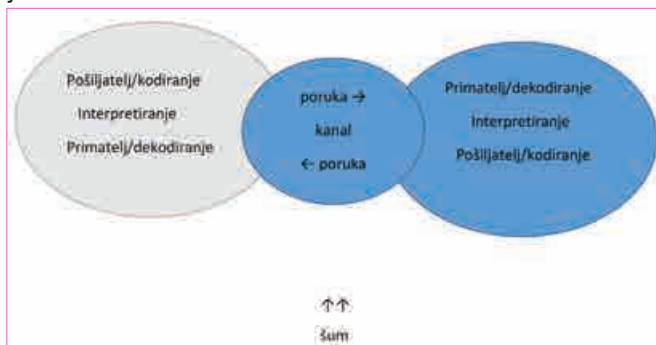 Pošiljatelj/kodiranje
Interpretiranje
Primatelj/dekodiranje
poruka →
kanal
← poruka
Primatelj/dekodiranje
Interpretiranje
Pošiljatelj/kodiranje
↑↑
šum